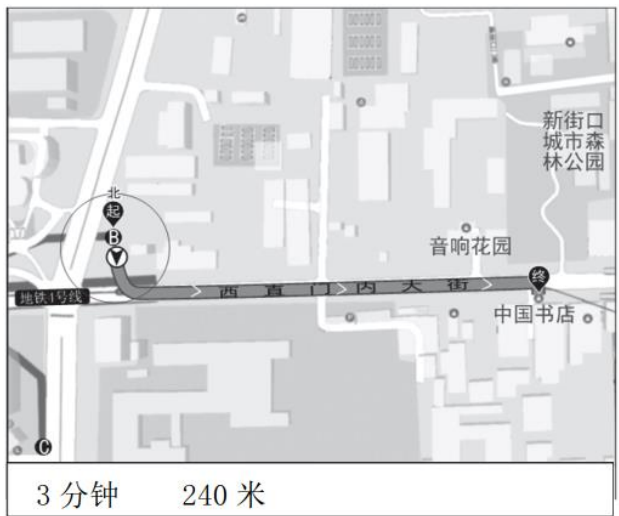 新街口
城市森
林公园
北
起
B
音响花园
终
西直门内大街
地铁4号线
中国书店
C
3 分钟 240 米